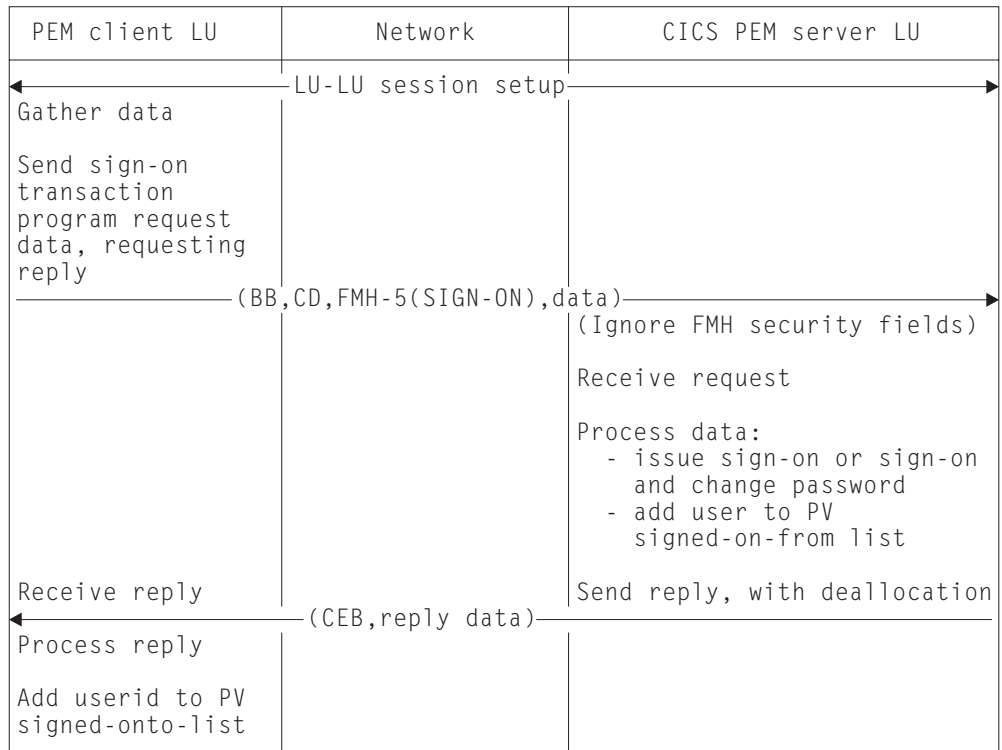 PEM client LU
Network
CICS PEM server LU
LU-LU session setup
Gather data
Send sign-on
transaction
program request
data, requesting
reply
(BB,CD,FMH-5(SIGN-ON),data)
(Ignore FMH security fields)
Receive request
Process data:
- issue sign-on or sign-on
and change password
- add user to PV
signed-on-from list
Receive reply
Send reply, with deallocation
(CEB,reply data)
Process reply
Add userid to PV
signed-onto-list